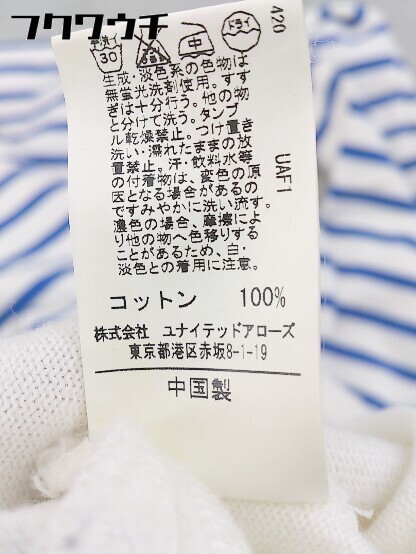 フクウクチ
手洗イ
30
中
ドライ
420
生成・淡色系の色物は
無蛍光洗剤使用。すす
ぎは十分行う。他の物
と分けて洗う。タンブ
ル乾燥禁止。つけ置き
洗い・濡れたままの放
置禁止。汗・飲料水等
の付着物は、変色の原
因となる場合があるの
ですみやかに洗い流す。
濃色の場合、摩擦によ
り他の物へ色移りする
ことがあるため、白・
淡色との着用に注意。
UAF1
コットン 100%
株式会社 ユナイテッドアローズ
東京都港区赤坂8-1-19
中国製